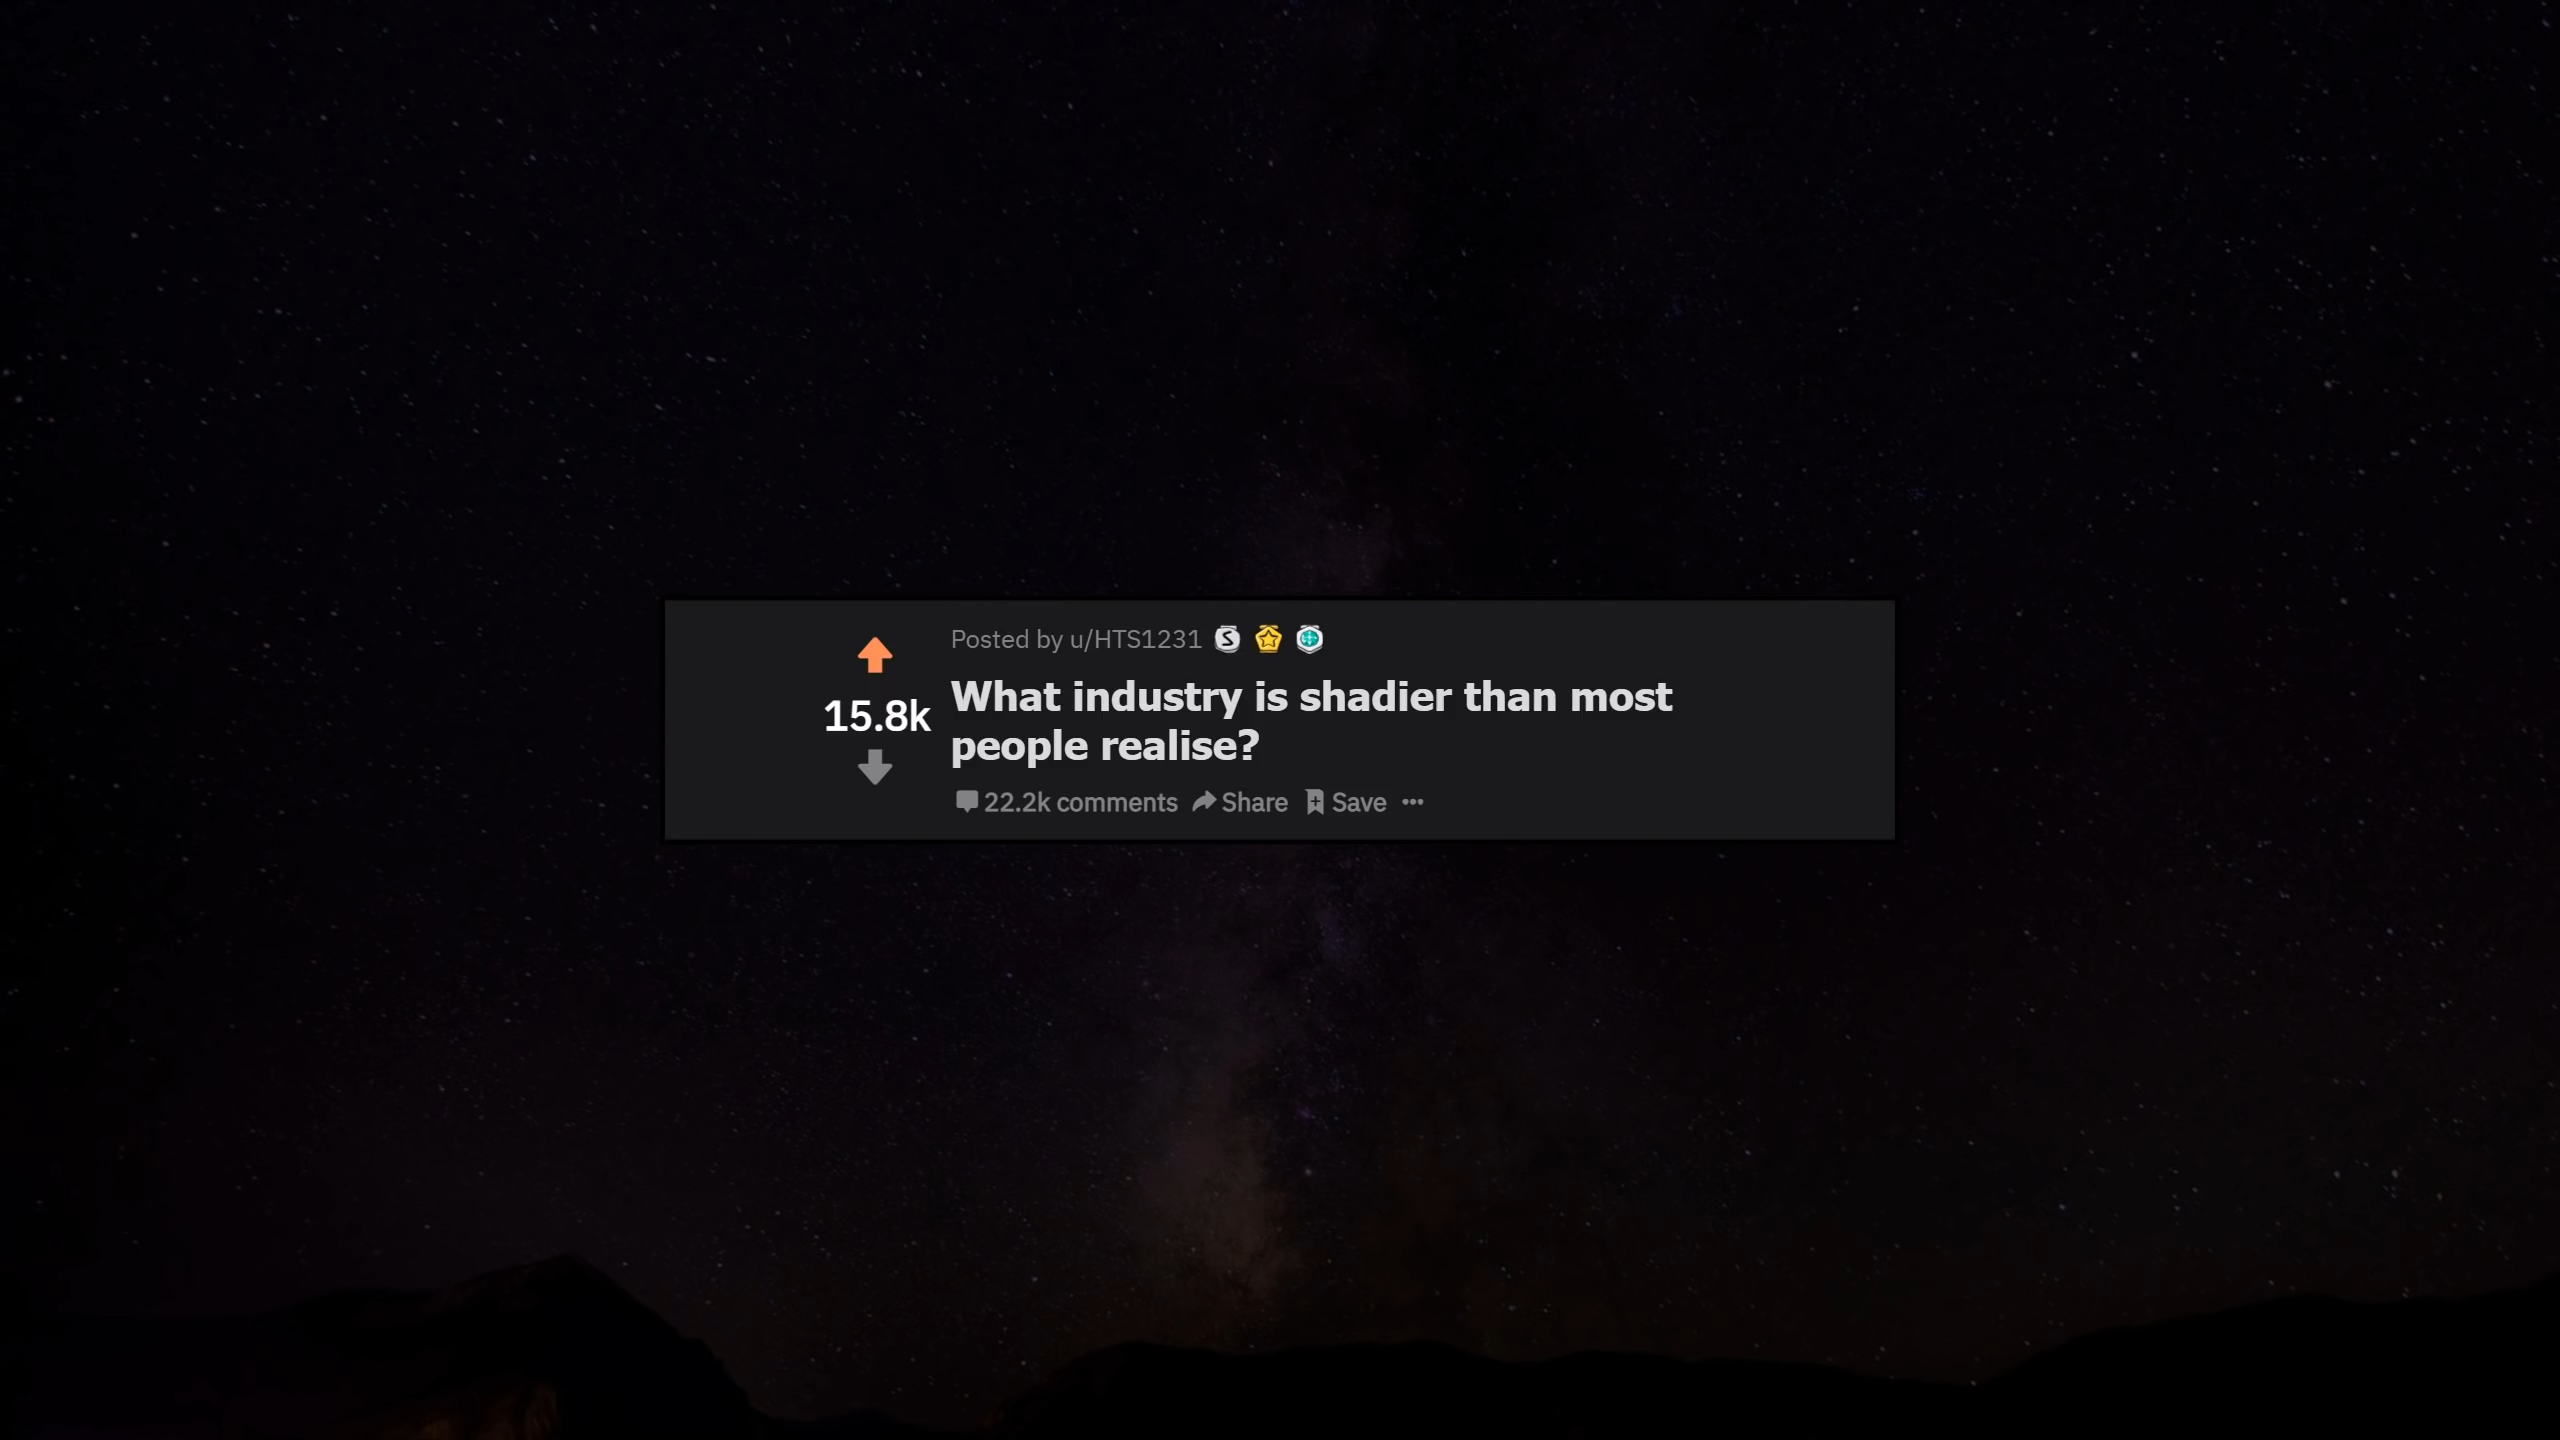 Posted by u/HTS1231
What industry is shadier than most
people realise?
15.8k
22.2k comments Share Save ···